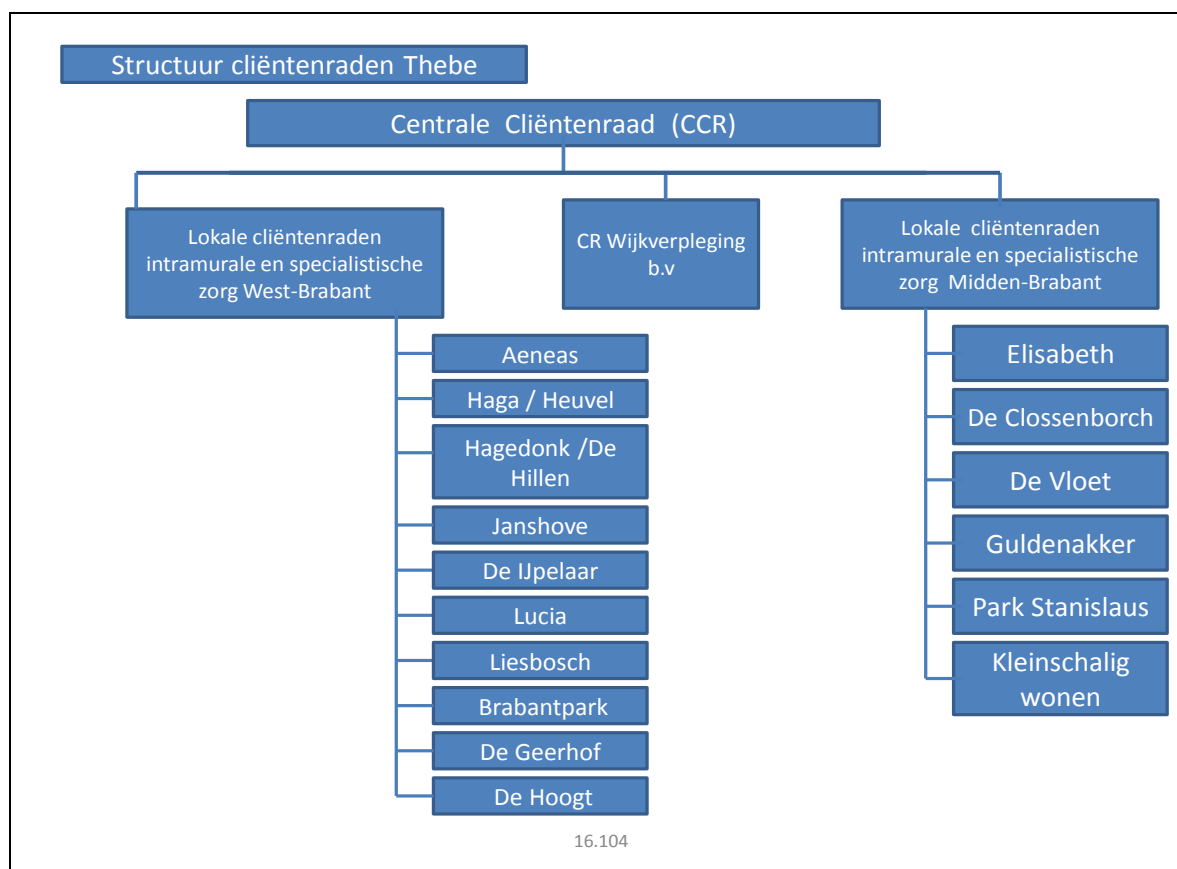 Structuur cliëntenraden Thebe
Centrale Cliëntenraad (CCR)
Lokale cliëntenraden
intramurale en specialistische
zorg West-Brabant
CR Wijkverpleging
b.v
Lokale cliëntenraden
intramurale en specialistische
zorg Midden-Brabant
Aeneas
Haga / Heuvel
Hagedonk /De
Hillen
Janshove
De IJpelaar
Lucia
Liesbosch
Brabantpark
De Geerhof
De Hoogt
Elisabeth
De Clossenborch
De Vloet
Guldenakker
Park Stanislaus
Kleinschalig
wonen
16.104